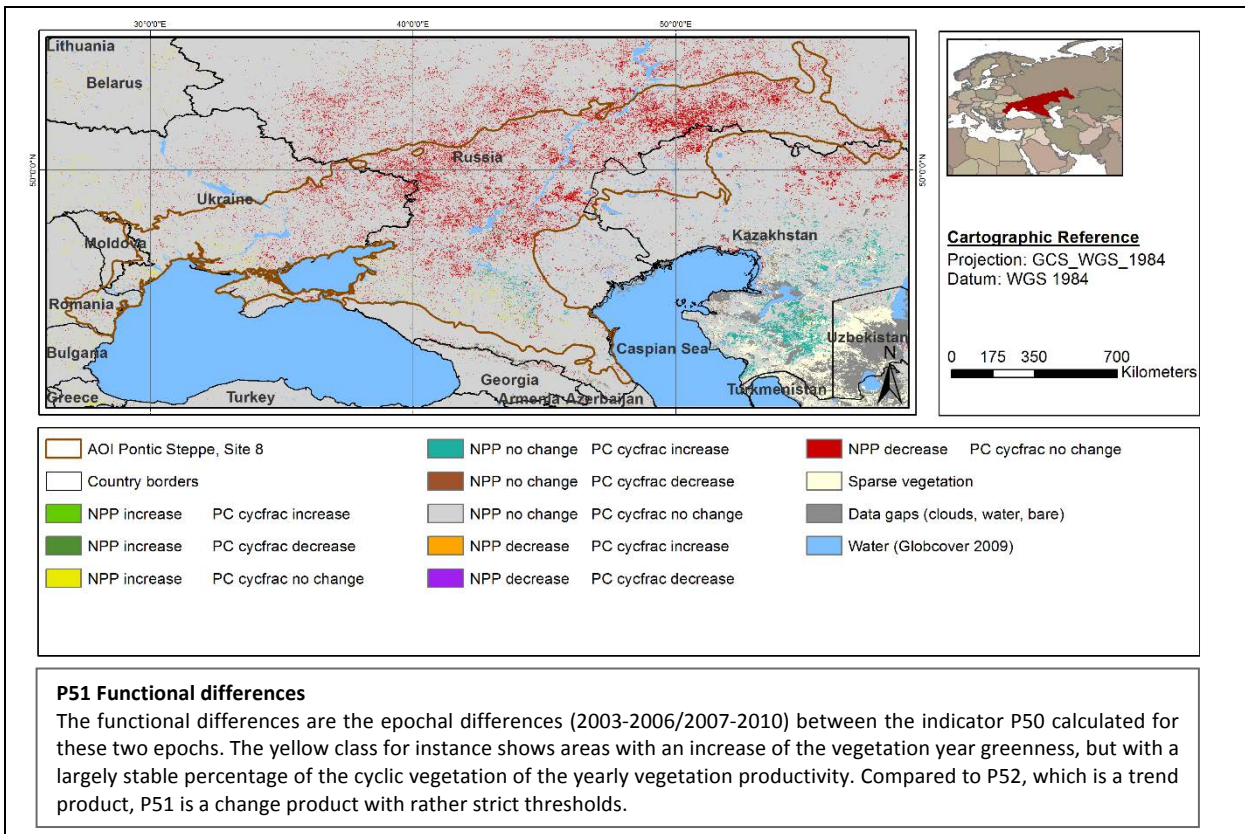 30°0'0"E 40°0'0"E 50°0'0"E
Lithuania
Belarus
Russia
50°0'0"N 50°0'0"N
Ukraine
Moldova
Kazakhstan
Romania
Bulgaria
Caspian Sea
Uzbekistan
N
Georgia
Greece Turkey Armenia Azerbaijan Turkmenistan
Cartographic Reference
Projection: GCS_WGS_1984
Datum: WGS 1984
0 175 350 700
Kilometers
AOI Pontic Steppe, Site 8
Country borders
NPP increase PC cycfrac increase
NPP increase PC cycfrac decrease
NPP increase PC cycfrac no change
NPP no change PC cycfrac increase
NPP no change PC cycfrac decrease
NPP no change PC cycfrac no change
NPP decrease PC cycfrac increase
NPP decrease PC cycfrac decrease
NPP decrease PC cycfrac no change
Sparse vegetation
Data gaps (clouds, water, bare)
Water (Globcover 2009)
P51 Functional differences
The functional differences are the epochal differences (2003-2006/2007-2010) between the indicator P50 calculated for
these two epochs. The yellow class for instance shows areas with an increase of the vegetation year greenness, but with a
largely stable percentage of the cyclic vegetation of the yearly vegetation productivity. Compared to P52, which is a trend
product, P51 is a change product with rather strict thresholds.